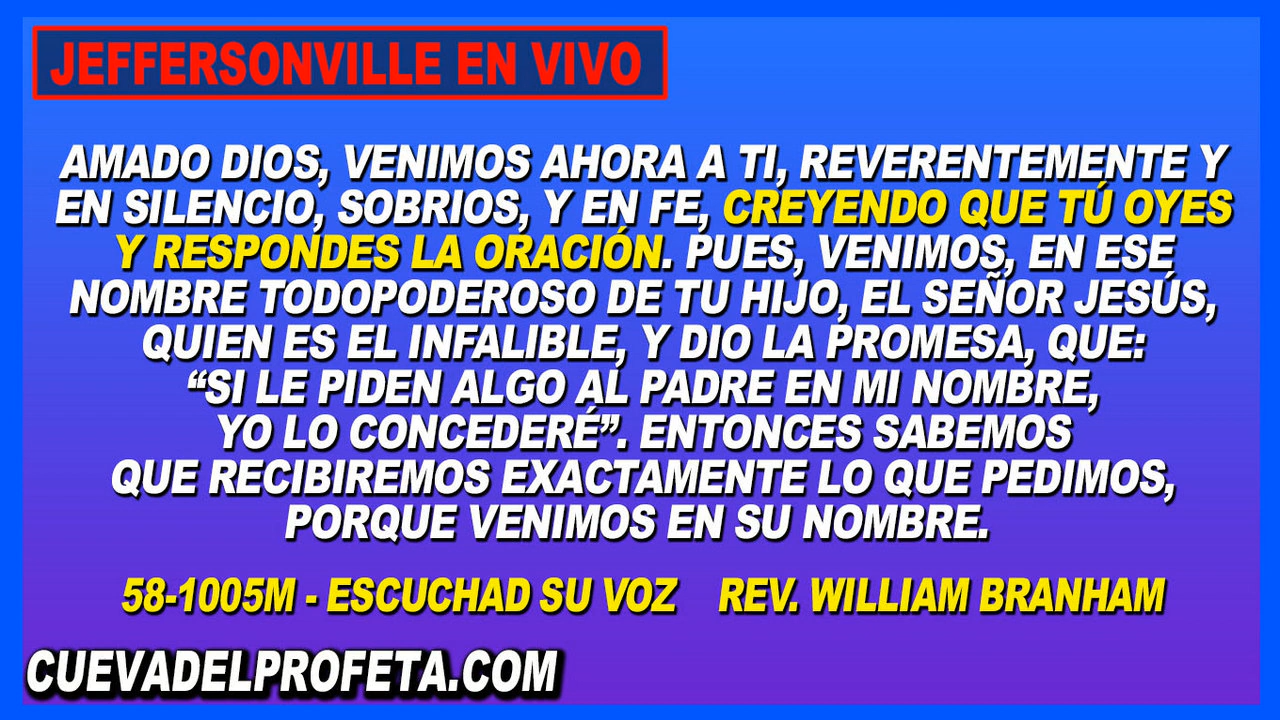 JEFFERSONVILLE EN VIVO
AMADO DIOS, VENIMOS AHORA A TI, REVERENTEMENTE Y
EN SILENCIO, SOBRIOS, Y EN FE, CREYENDO QUE TÚ OYES
Y RESPONDES LA ORACIÓN. PUES, VENIMOS, EN ESE
NOMBRE TODOPODEROSO DE TU HIJO, EL SEÑOR JESÚS,
QUIEN ES EL INFALIBLE, Y DIO LA PROMESA, QUE:
“SI LE PIDEN ALGO AL PADRE EN MI NOMBRE,
YO LO CONCEDERÉ”. ENTONCES SABEMOS
QUE RECIBIREMOS EXACTAMENTE LO QUE PEDIMOS,
PORQUE VENIMOS EN SU NOMBRE.
58-1005M - ESCUCHAD SU VOZ REV. WILLIAM BRANHAM
CUEVADELPROFETA.COM